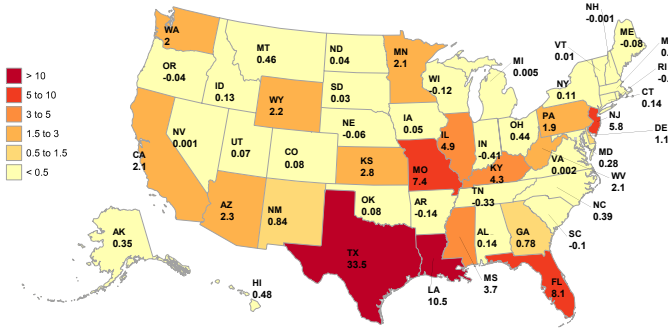 NH
-0.001
WA
2
MT
0.46
ND
0.04
MN
2.1
VT
0.01
ME
-0.08
OR
-0.04
ID
0.13
WY
2.2
SD
0.03
WI
-0.12
MI
0.005
NY
0.11
RI
CT
0.14
> 10
5 to 10
3 to 5
1.5 to 3
0.5 to 1.5
< 0.5
NE
-0.06
IA
0.05
IL
4.9
IN
-0.41
OH
0.44
PA
1.9
NJ
5.8
DE
1.1
NV
0.001
UT
0.07
CO
0.08
KS
2.8
MO
7.4
KY
4.3
VA
0.002
MD
0.28
WV
2.1
CA
2.1
AZ
2.3
NM
0.84
OK
0.08
AR
-0.14
TN
-0.33
NC
0.39
SC
-0.1
AK
0.35
HI
0.48
TX
33.5
LA
10.5
MS
3.7
AL
0.14
GA
0.78
FL
8.1